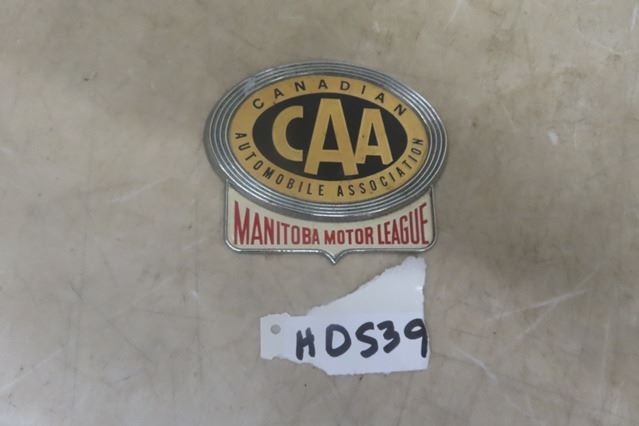 CANADIAN
CAA
AUTOMOBILE ASSOCIATION
MANITOBA MOTOR LEAGUE
HDS39